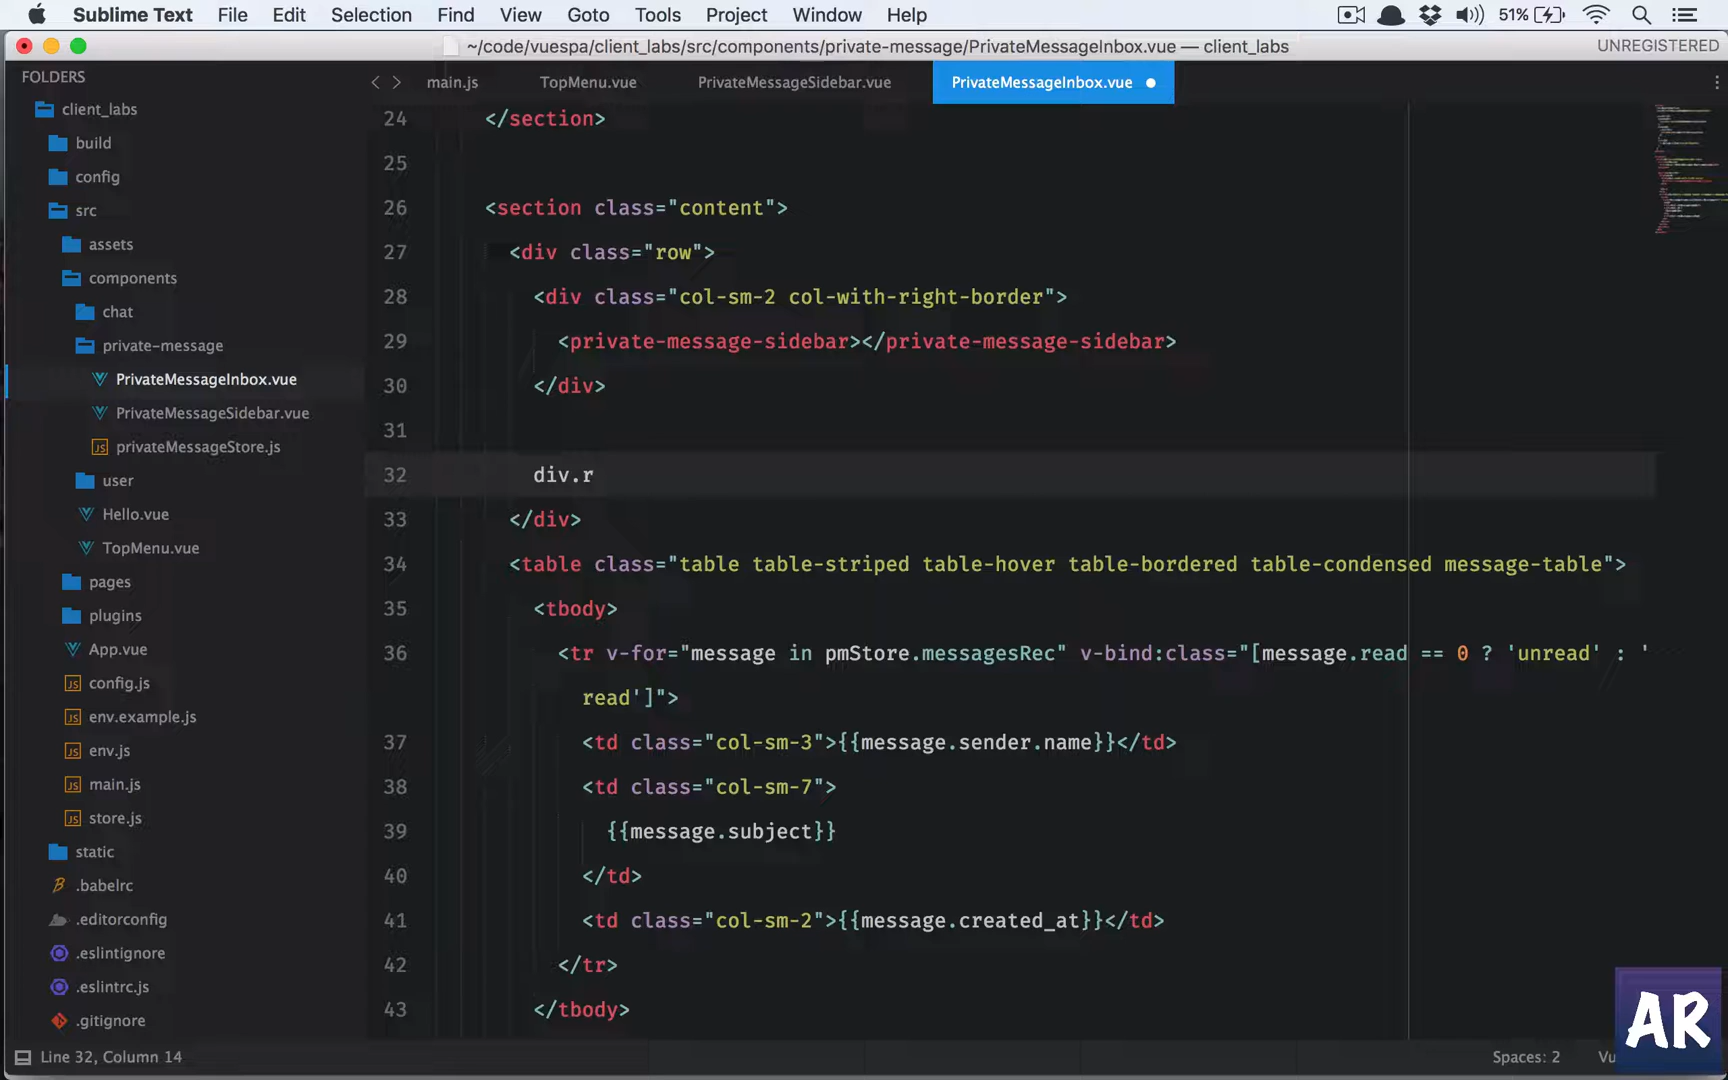 Sublime Text File Edit Selection Find View Goto Tools Project Window Help 51%
~/code/vuespa/client_labs/src/components/private-message/PrivateMessageInbox.vue — client_labs UNREGISTERED
FOLDERS
client_labs
build
config
src
assets
components
chat
private-message
PrivateMessageInbox.vue
PrivateMessageSidebar.vue
privateMessageStore.js
user
Hello.vue
TopMenu.vue
pages
plugins
App.vue
config.js
env.example.js
env.js
main.js
store.js
static
.babelrc
.editorconfig
.eslintignore
.eslintrc.js
.gitignore
main.js TopMenu.vue PrivateMessageSidebar.vue PrivateMessageInbox.vue
24 </section>
25
26 <section class="content">
27 <div class="row">
28 <div class="col-sm-2 col-with-right-border">
29 <private-message-sidebar></private-message-sidebar>
30 </div>
31
32 div.r
33 </div>
34 <table class="table table-striped table-hover table-bordered table-condensed message-table">
35 <tbody>
36 <tr v-for="message in pmStore.messagesRec" v-bind:class="[message.read == 0 ? 'unread' : '
read']">
37 <td class="col-sm-3">{{message.sender.name}}</td>
38 <td class="col-sm-7">
39 {{message.subject}}
40 </td>
41 <td class="col-sm-2">{{message.created_at}}</td>
42 </tr>
43 </tbody>
Line 32, Column 14 Spaces: 2 Vu
AR